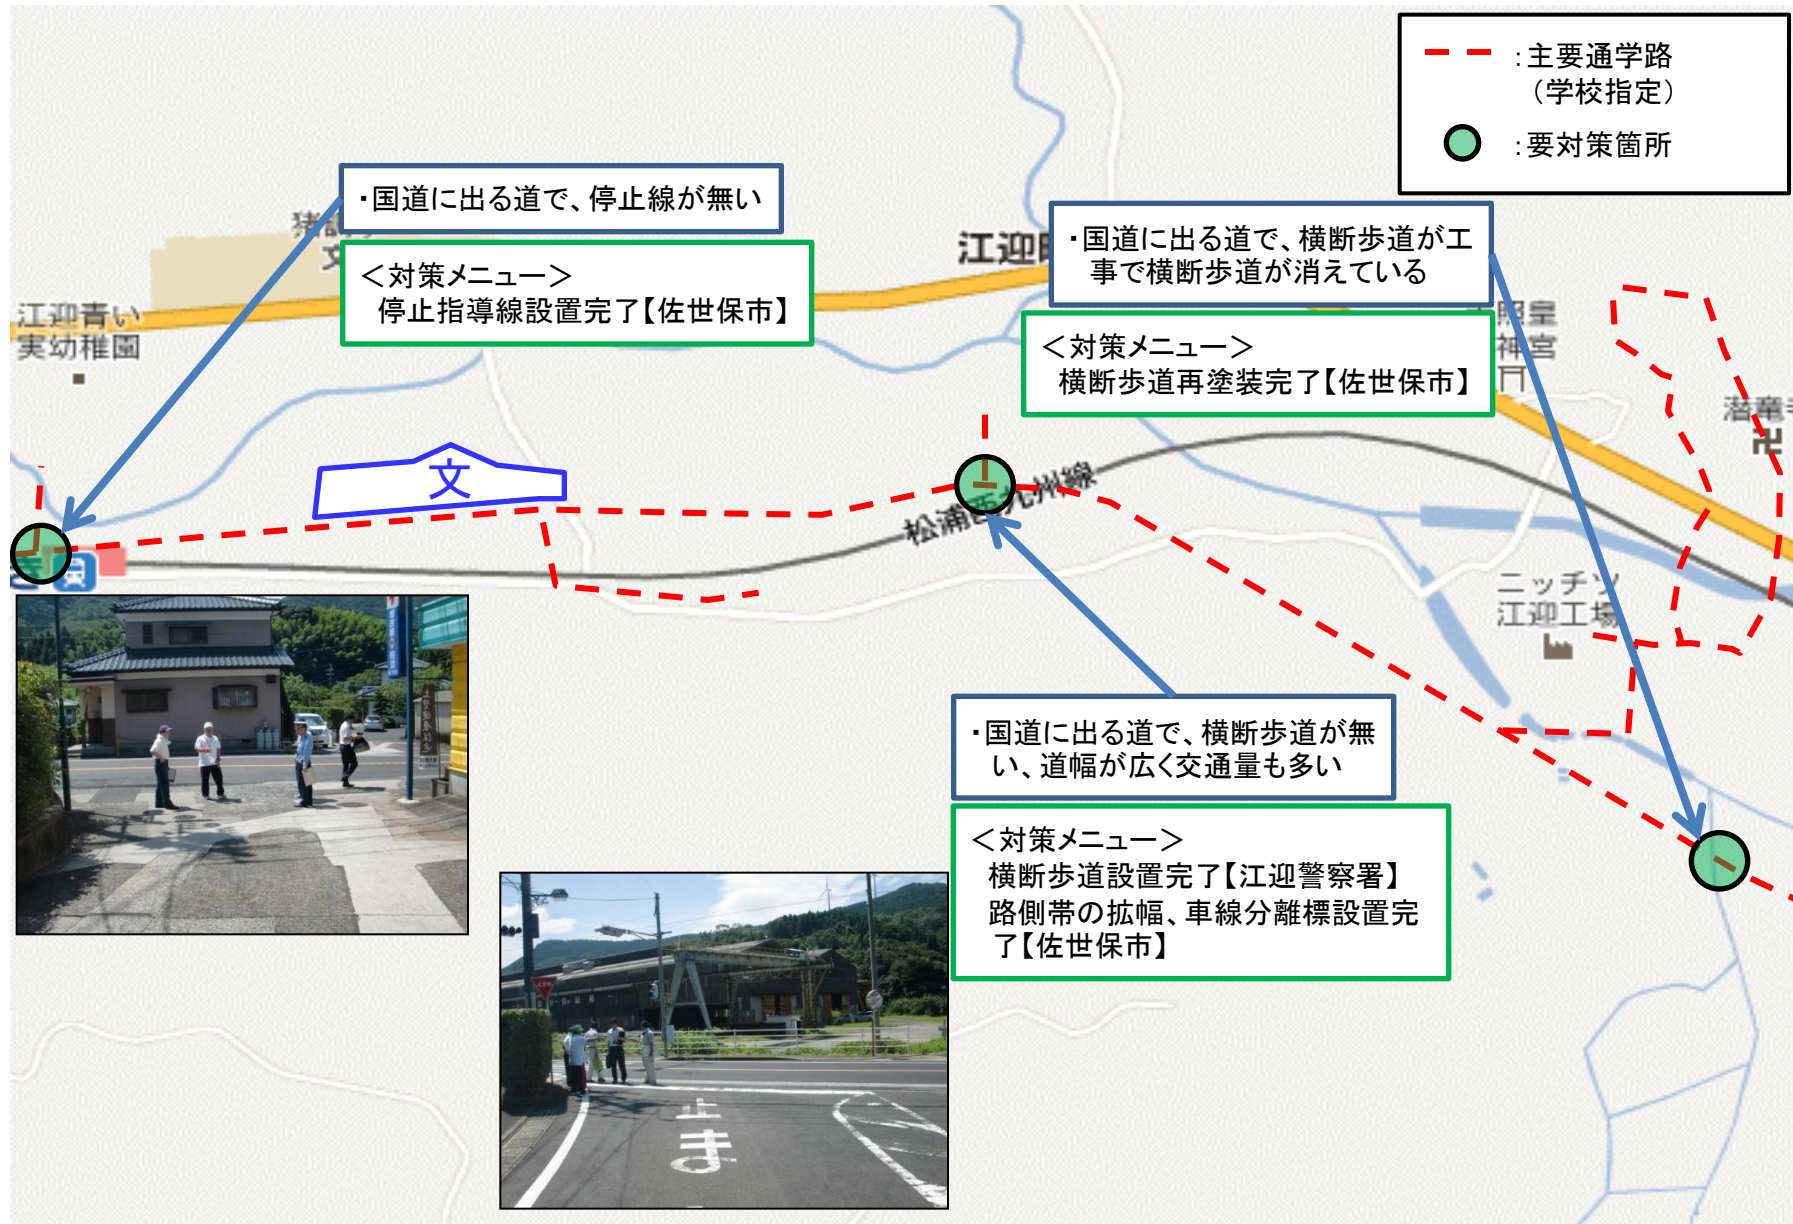 :主要通学路
（学校指定）
:要対策箇所
・国道に出る道で、停止線が無い
＜対策メニュー＞
停止指導線設置完了【佐世保市】
・国道に出る道で、横断歩道が工
事で横断歩道が消えている
＜対策メニュー＞
横断歩道再塗装完了【佐世保市】
江迎
江迎青い
実幼稚園
照皇
神宮
潜竜
文
松浦西九州線
ニッチツ
江迎工場
・国道に出る道で、横断歩道が無
い、道幅が広く交通量も多い
＜対策メニュー＞
横断歩道設置完了【江迎警察署】
路側帯の拡幅、車線分離標設置完
了【佐世保市】
止ま